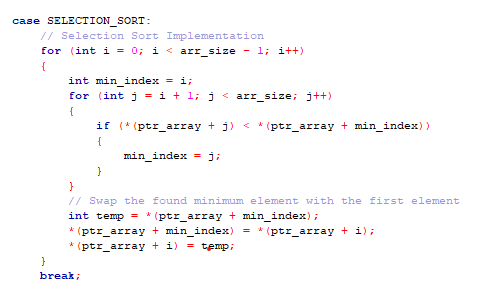 case SELECTION_SORT:
// Selection Sort Implementation
for (int i = 0; i < arr_size - 1; i++)
{
int min_index = i;
for (int j = i + 1; j < arr_size; j++)
{
if (*(ptr_array + j) < *(ptr_array + min_index))
{
min_index = j;
}
}
// Swap the found minimum element with the first element
int temp = *(ptr_array + min_index);
*(ptr_array + min_index) = *(ptr_array + i);
*(ptr_array + i) = temp;
}
break;